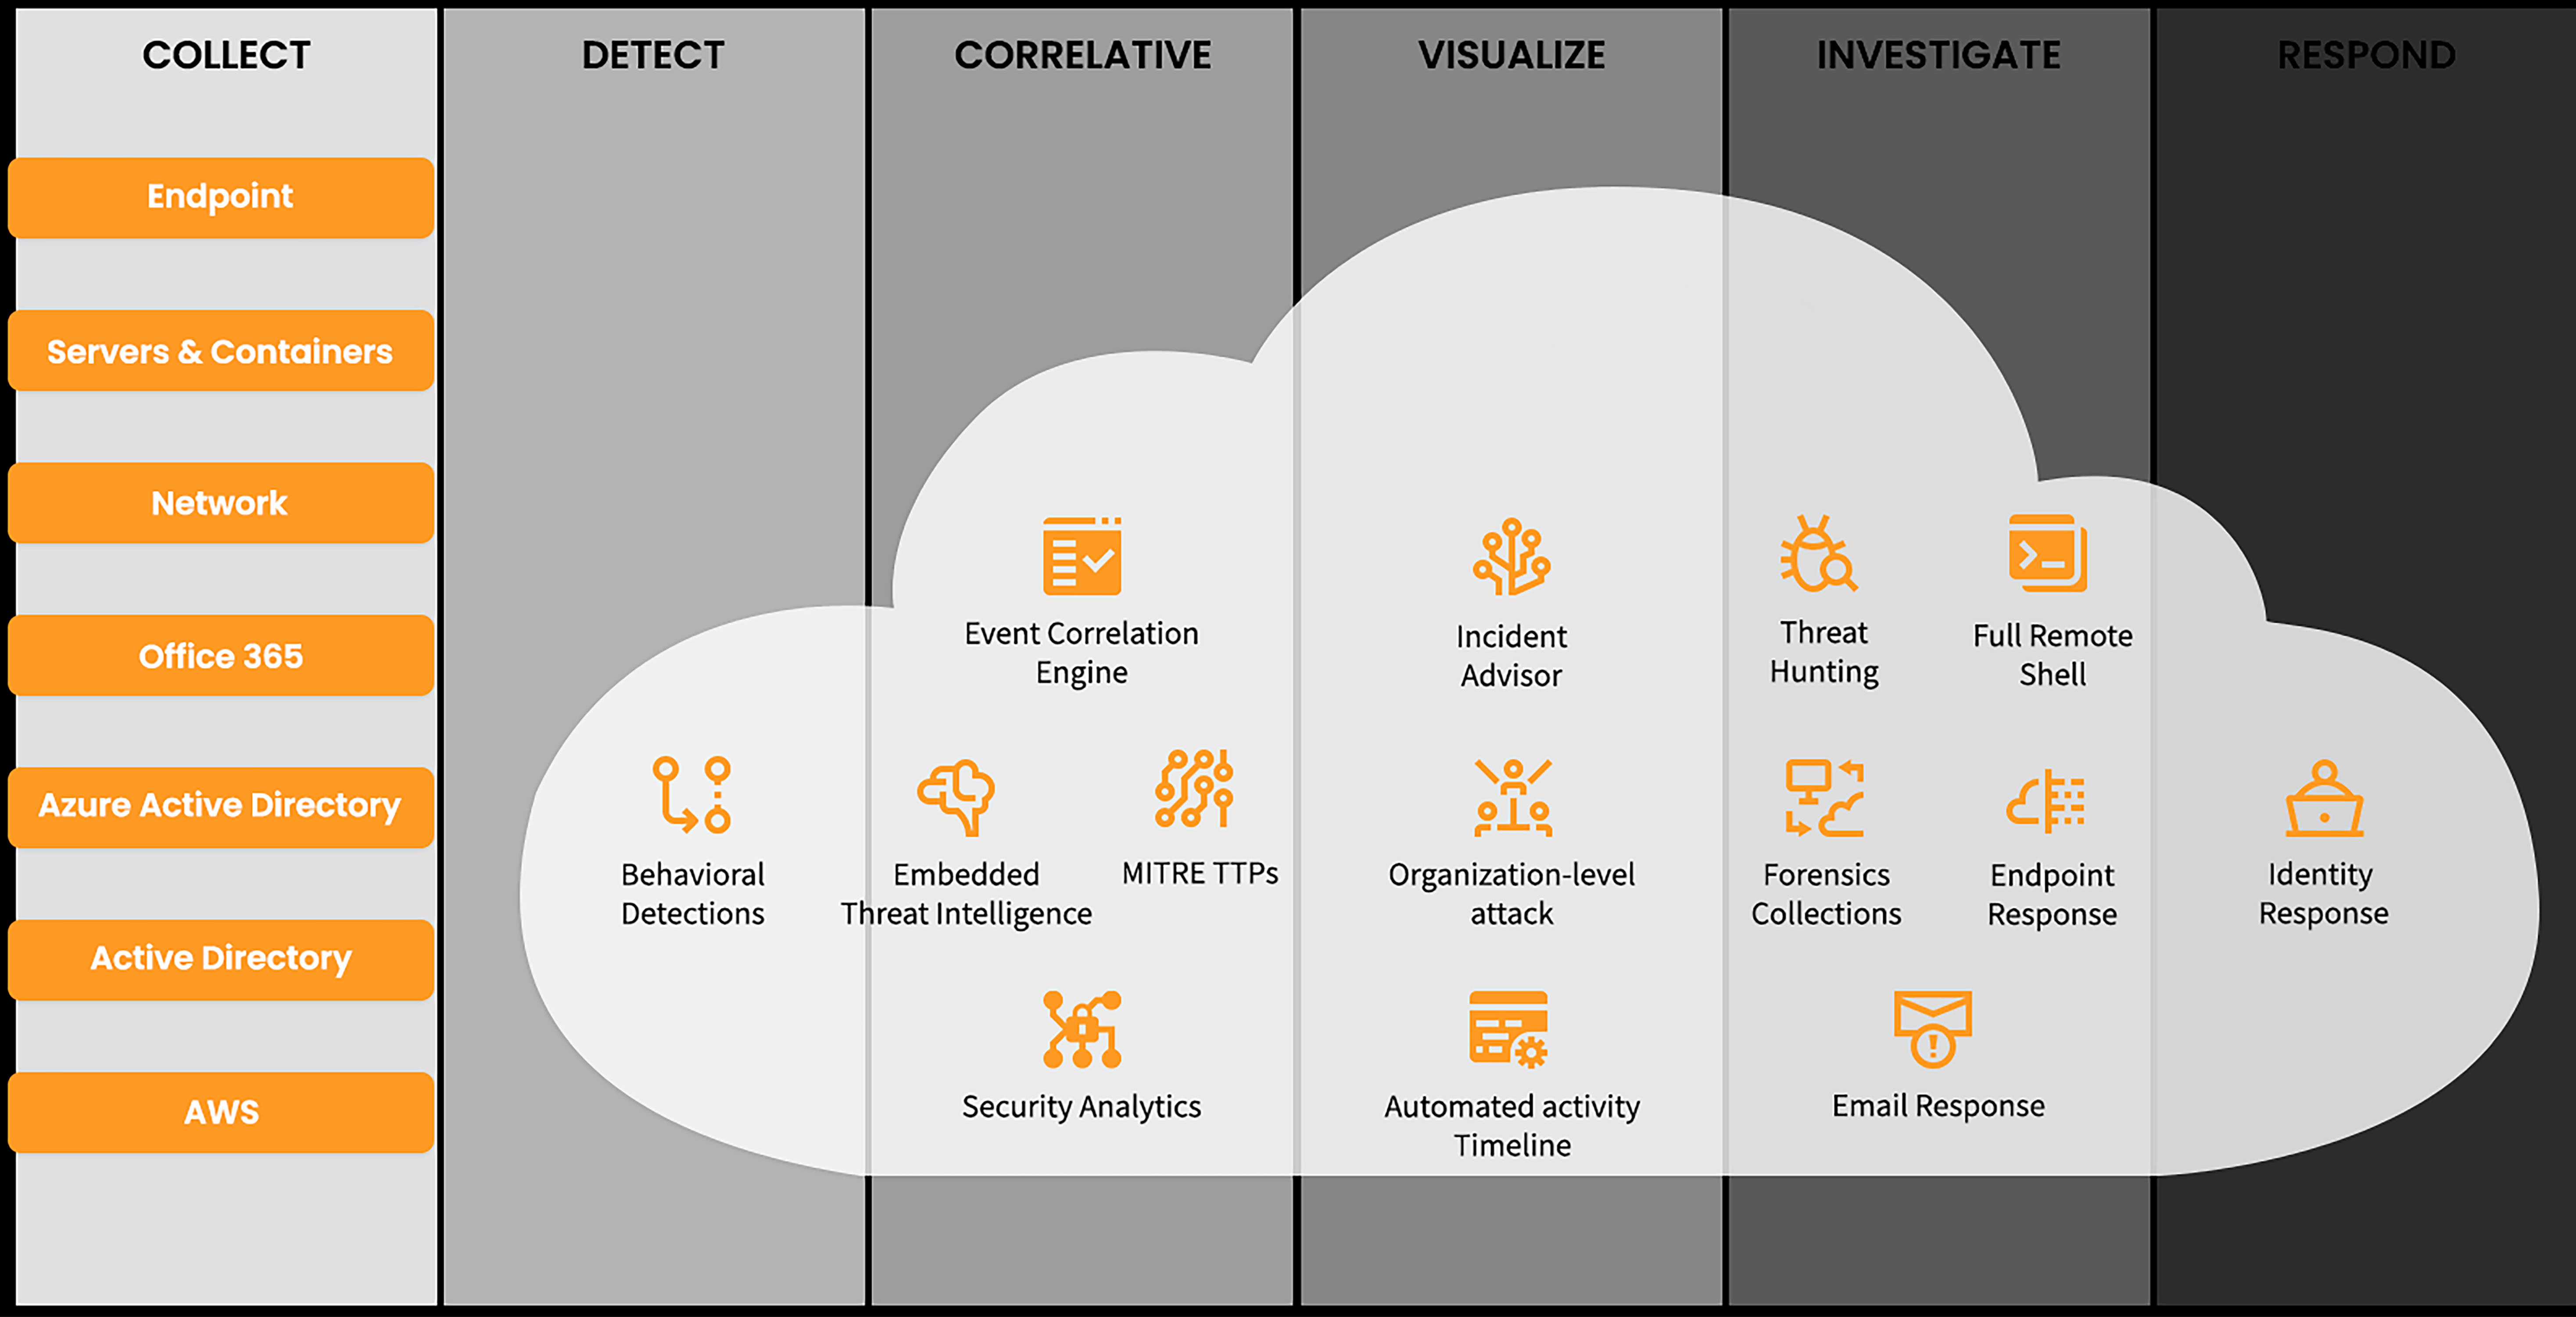 COLLECT
DETECT
CORRELATIVE
VISUALIZE
INVESTIGATE
RESPOND
Endpoint
Servers & Containers
Network
Office 365
Azure Active Directory
Active Directory
AWS
Behavioral
Detections
Event Correlation
Engine
Embedded
Threat Intelligence
MITRE TTPs
Security Analytics
Incident
Advisor
Organization-level
attack
Automated activity
Timeline
Threat
Hunting
Full Remote
Shell
Forensics
Collections
Endpoint
Response
Email Response
Identity
Response